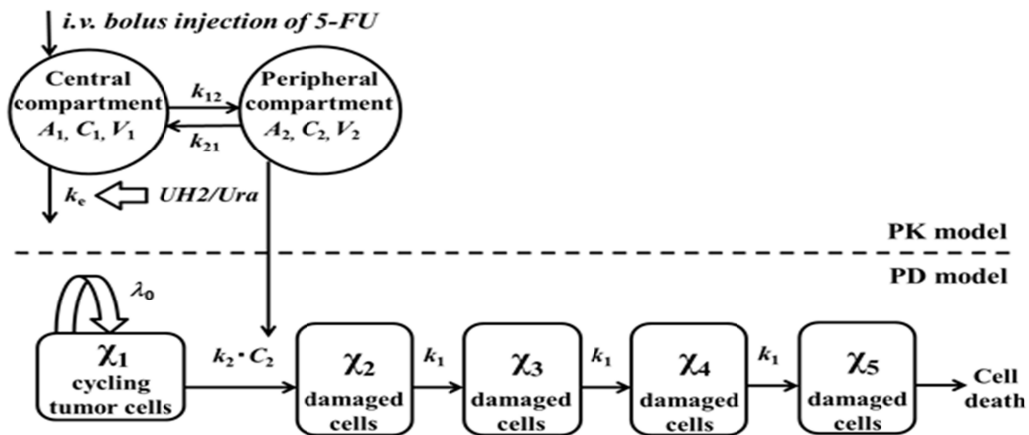 i.v. bolus injection of 5-FU
Central
compartment
A₁, C₁, V₁
k₁₂
k₂₁
Peripheral
compartment
A₂, C₂, V₂
kₑ
UH2/Ura
PK model
PD model
λ₀
χ₁
cycling
tumor cells
k₂·C₂
χ₂
damaged
cells
k₁
χ₃
damaged
cells
k₁
χ₄
damaged
cells
k₁
χ₅
damaged
cells
Cell
death